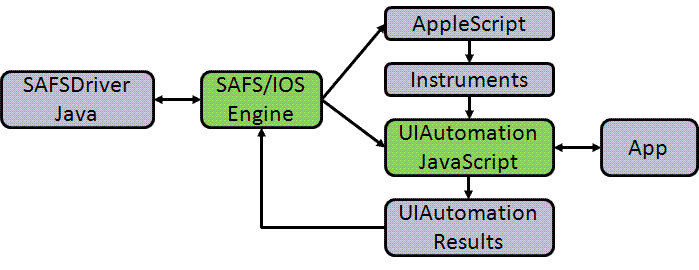 AppleScript
SAFSDriver
Java
SAFS/IOS
Engine
Instruments
UIAutomation
JavaScript
App
UIAutomation
Results